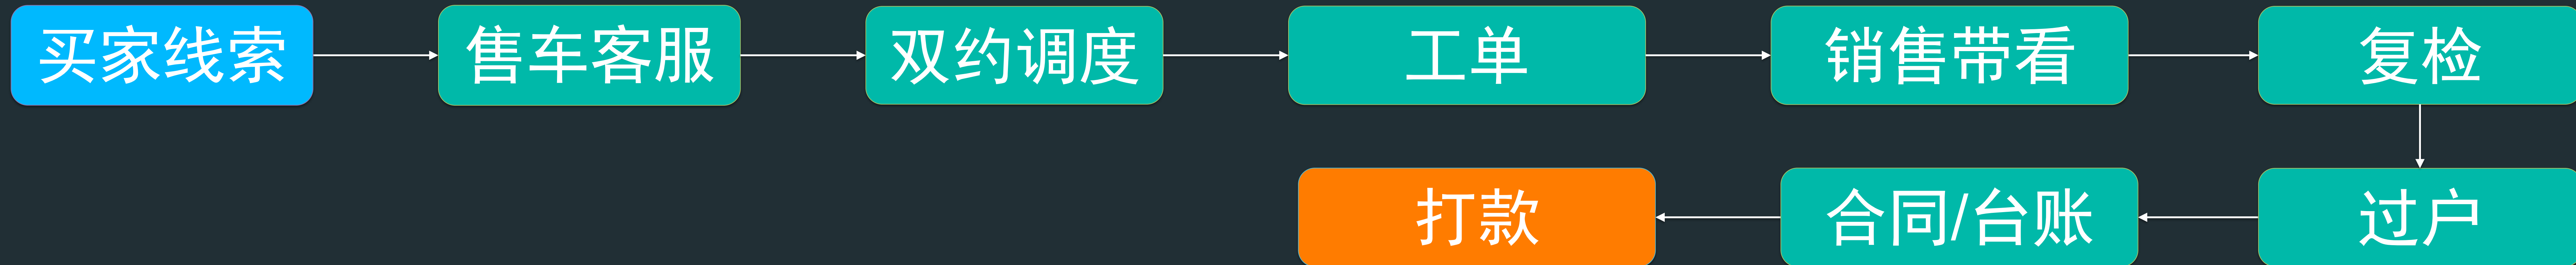 买家线索
售车客服
双约调度
工单
销售带看
复检
过户
合同/台账
打款